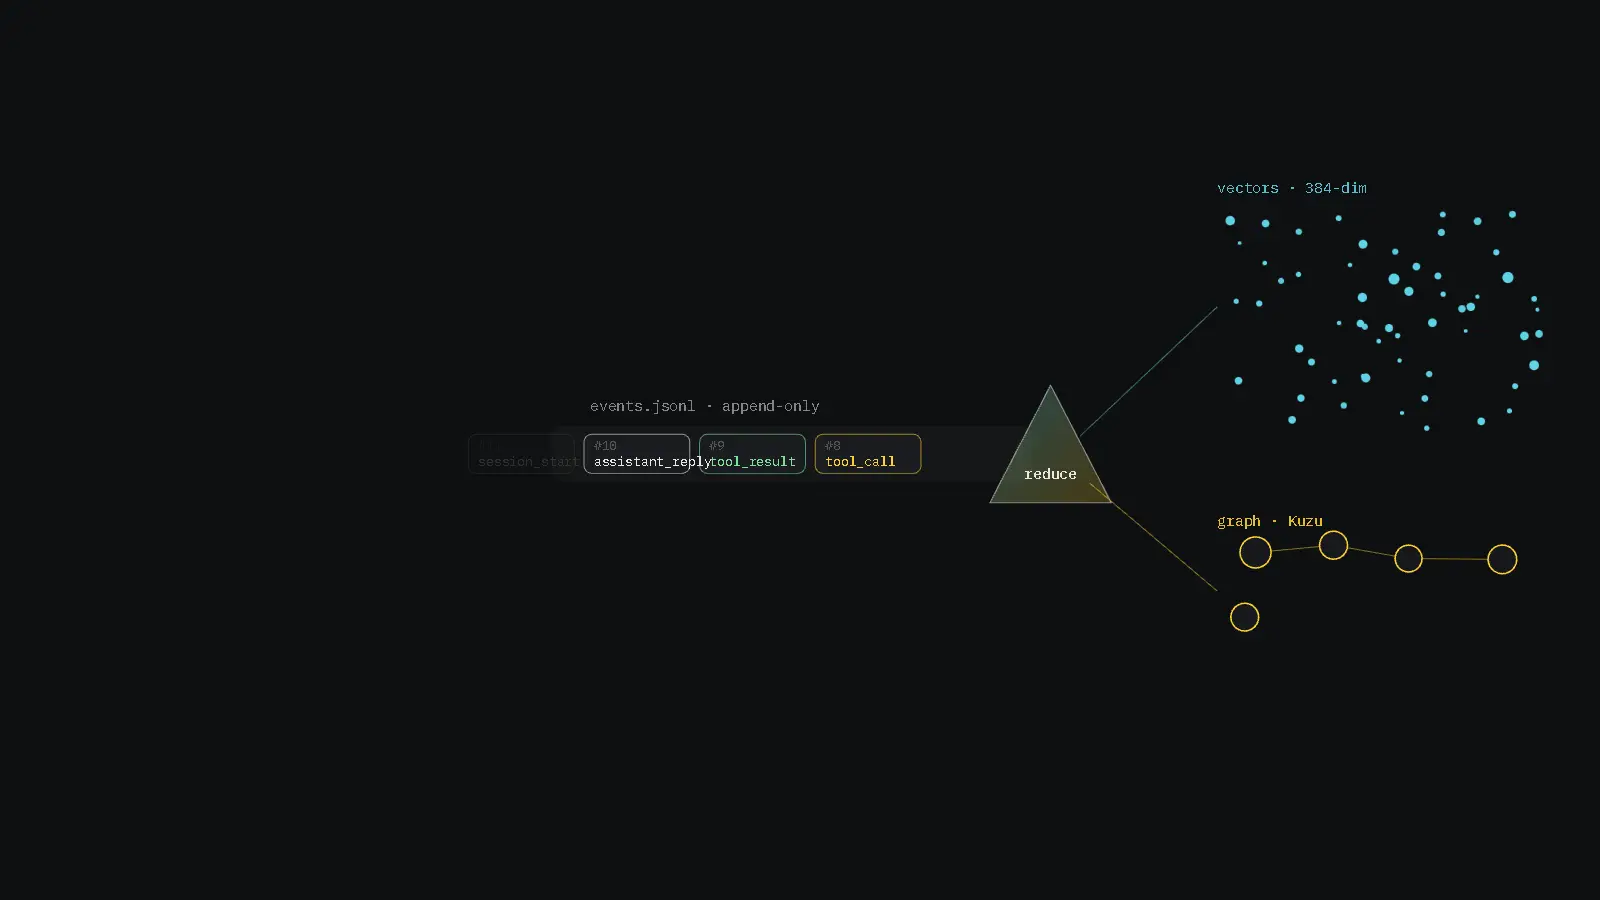 vectors · 384-dim
events.jsonl · append-only
session_start
#10
assistant_reply
#9
tool_result
#8
tool_call
reduce
graph · Kuzu